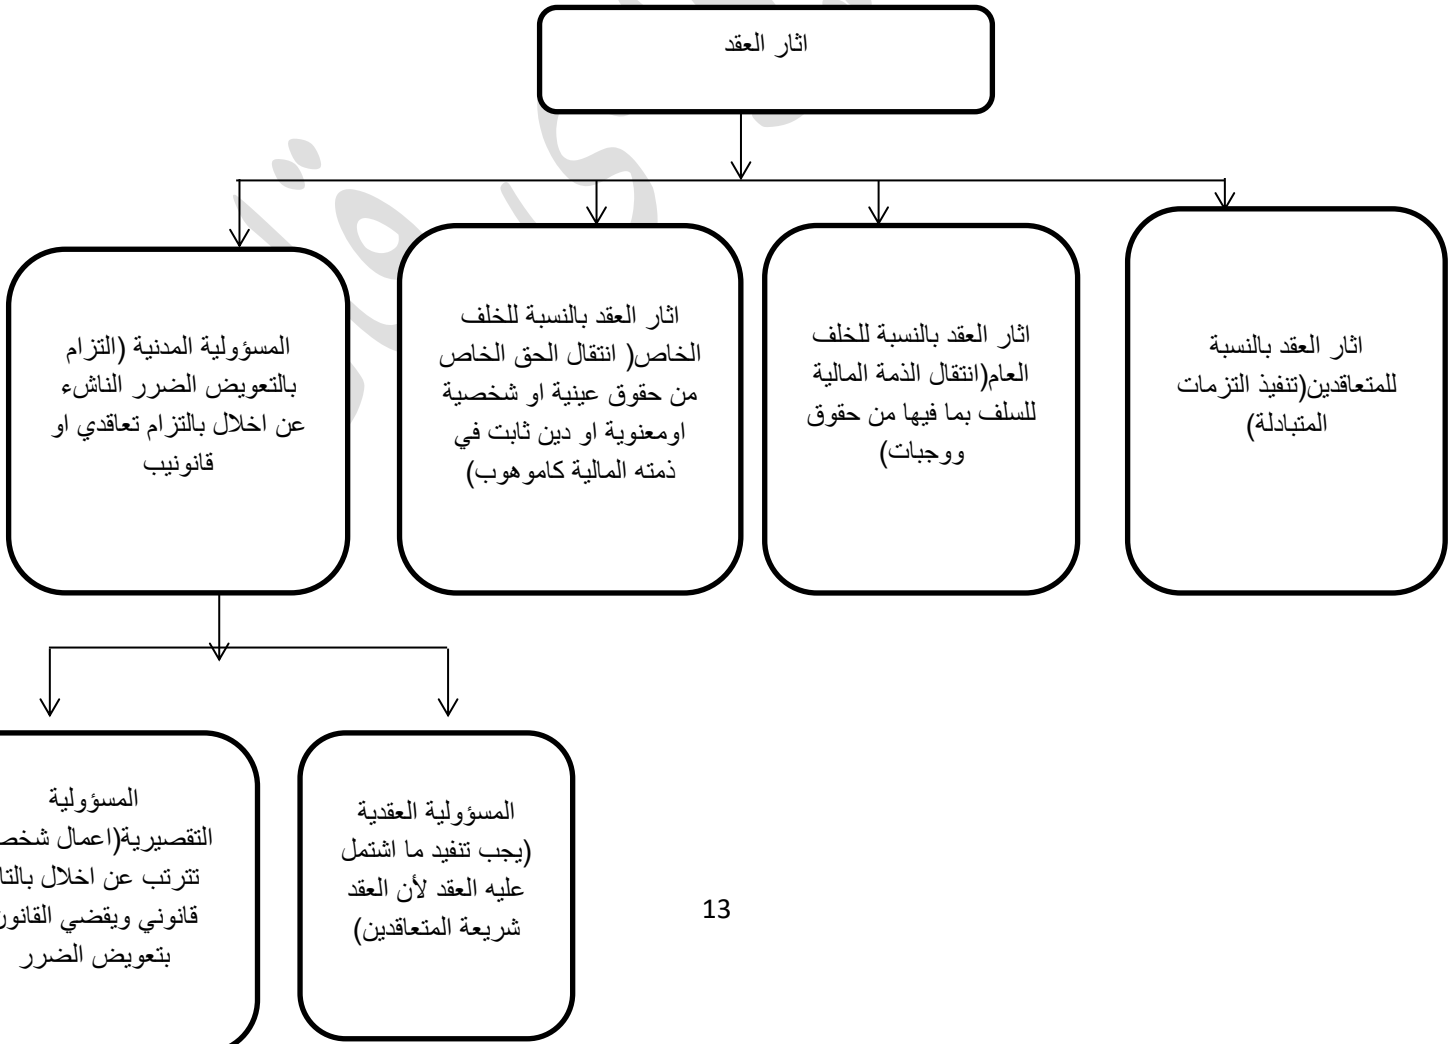 اثار العقد
اثار العقد بالنسبة
للمتعاقدين(تنفيذ التزمات
المتبادلة)
اثار العقد بالنسبة للخلف
العام(انتقال الذمة المالية
للسلف بما فيها من حقوق
ووجبات)
اثار العقد بالنسبة للخلف
الخاص( انتقال الحق الخاص
من حقوق عينية او شخصية
اومعنوية او دين ثابت في
ذمته المالية كاموهوب)
المسؤولية المدنية (التزام
بالتعويض الضرر الناشء
عن اخلال بالتزام تعاقدي او
قانونيب
المسؤولية العقدية
(يجب تنفيد ما اشتمل
عليه العقد لأن العقد
شريعة المتعاقدين)
المسؤولية
التقصيرية(اعمال
تترتب عن اخلال
قانوني ويقضي القانون
بتعويض الضرر
13